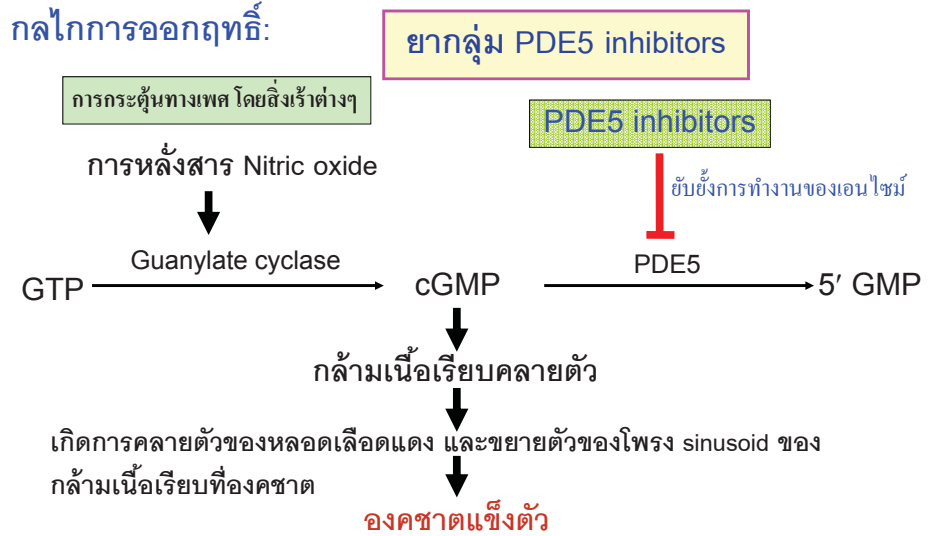 กลไกการออกฤทธิ์:
ยากลุ่ม PDE5 inhibitors
การกระตุ้นทางเพศ โดยสิ่งเร้าต่างๆ
PDE5 inhibitors
การหลั่งสาร Nitric oxide
ยับยั้งการทำงานของเอนไซม์
Guanylate cyclase
PDE5
GTP
cGMP
5′ GMP
กล้ามเนื้อเรียบคลายตัว
เกิดการคลายตัวของหลอดเลือดแดง และขยายตัวของโพรง sinusoid ของ
กล้ามเนื้อเรียบที่องคชาต
องคชาตแข็งตัว